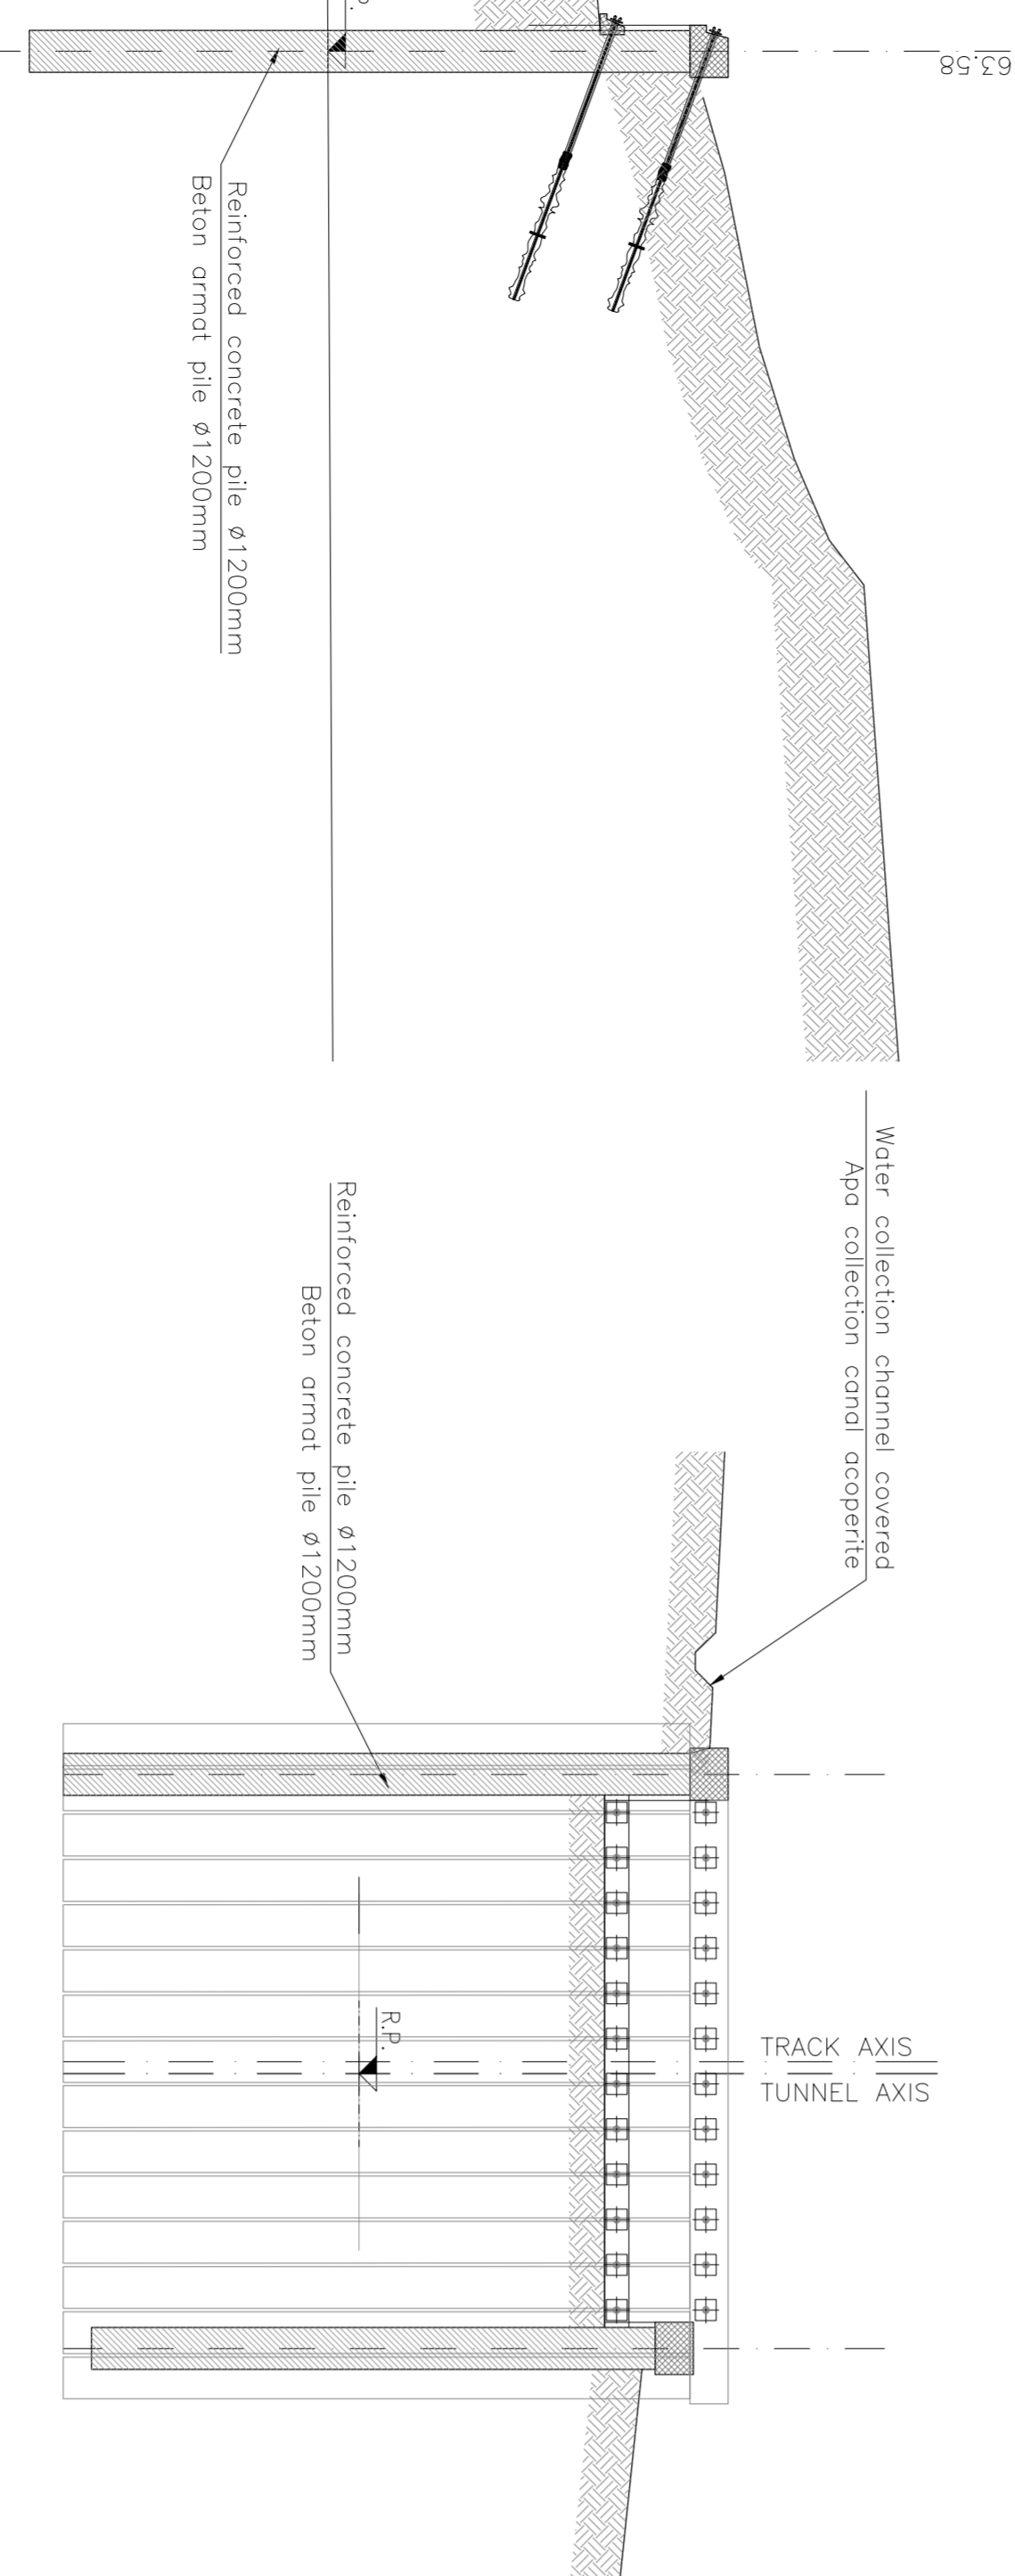 63.58
Reinforced concrete pile Ø1200mm
Beton armat pile Ø1200mm
Water collection channel covered
Apa collection canal acoperite
Reinforced concrete pile Ø1200mm
Beton armat pile Ø1200mm
R.P.
TRACK AXIS
TUNNEL AXIS